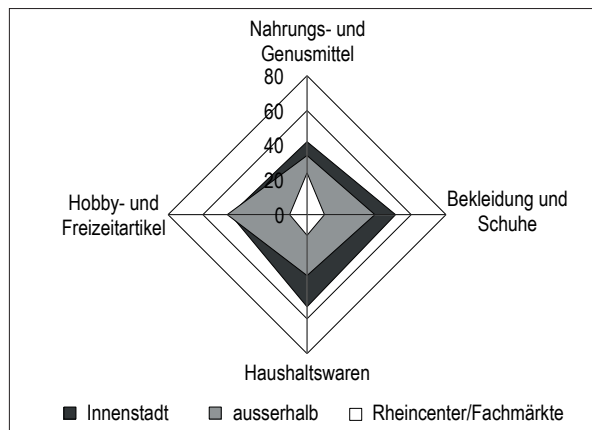 Nahrungs- und
Genusmittel
80
60
40
20
0
Hobby- und
Freizeitartikel
Bekleidung und
Schuhe
Haushaltswaren
Innenstadt
ausserhalb
Rheincenter/Fachmärkte